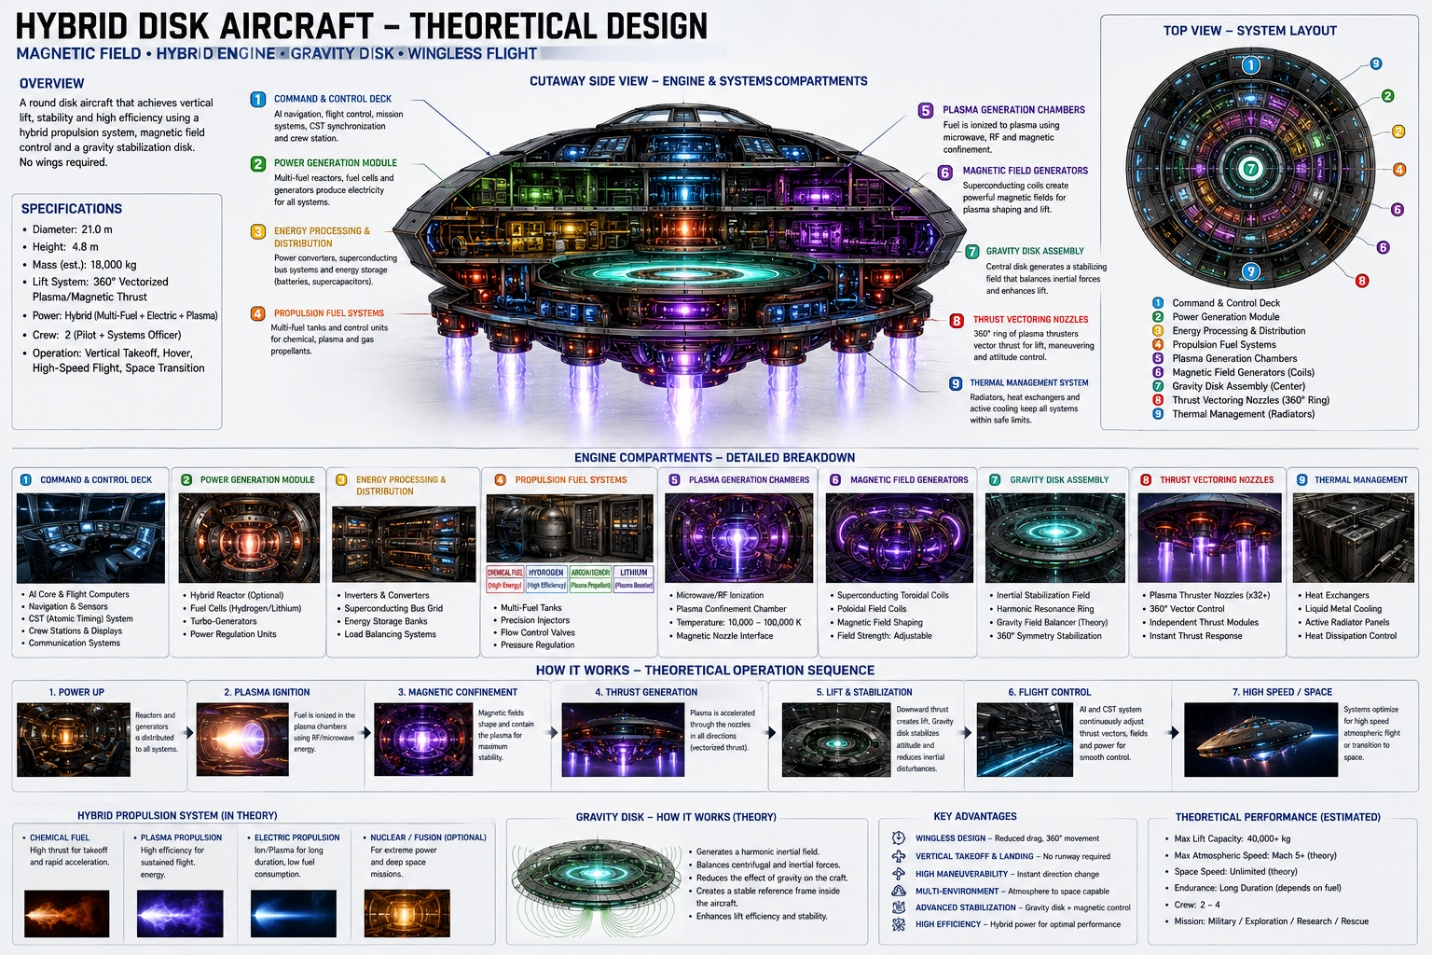 HYBRID DISK AIRCRAFT – THEORETICAL DESIGN
MAGNETIC FIELD • HYBRID ENGINE • GRAVITY DISK • WINGLESS FLIGHT
OVERVIEW
A round disk aircraft that achieves vertical
lift, stability and high efficiency using a
hybrid propulsion system, magnetic field
control and a gravity stabilization disk.
No wings required.
SPECIFICATIONS
• Diameter: 21.0 m
• Height: 4.8 m
• Mass (est.): 18,000 kg
• Lift System: 360° Vectorized
Plasma/Magnetic Thrust
• Power: Hybrid (Multi-Fuel + Electric + Plasma)
• Crew: 2 (Pilot + Systems Officer)
• Operation: Vertical Takeoff, Hover,
High-Speed Flight, Space Transition
CUTAWAY SIDE VIEW – ENGINE & SYSTEMS COMPARTMENTS
1 COMMAND & CONTROL DECK
AI navigation, flight control, mission
systems, CST synchronization
and crew station.
2 POWER GENERATION MODULE
Multi-fuel reactors, fuel cells and
generators produce electricity
for all systems.
3 ENERGY PROCESSING &
DISTRIBUTION
Power converters, superconducting
bus systems and energy storage
(batteries, supercapacitors).
4 PROPULSION FUEL SYSTEMS
Multi-fuel tanks and control units
for chemical, plasma and gas
propellants.
5 PLASMA GENERATION CHAMBERS
Fuel is ionized to plasma using
microwave, RF and magnetic
confinement.
6 MAGNETIC FIELD GENERATORS
Superconducting coils create
powerful magnetic fields for
plasma shaping and lift.
7 GRAVITY DISK ASSEMBLY
Central disk generates a stabilizing
field that balances inertial forces
and enhances lift.
8 THRUST VECTORING NOZZLES
360° ring of plasma thrusters
vector thrust for lift, maneuvering
and attitude control.
9 THERMAL MANAGEMENT SYSTEM
Radiators, heat exchangers and
active cooling keep all systems
within safe limits.
TOP VIEW – SYSTEM LAYOUT
1
9
2
2
4
7
6
6
9
8
1 Command & Control Deck
2 Power Generation Module
3 Energy Processing & Distribution
4 Propulsion Fuel Systems
5 Plasma Generation Chambers
6 Magnetic Field Generators (Coils)
7 Gravity Disk Assembly (Center)
8 Thrust Vectoring Nozzles (360° Ring)
9 Thermal Management (Radiators)
ENGINE COMPARTMENTS – DETAILED BREAKDOWN
1 COMMAND & CONTROL DECK
• AI Core & Flight Computers
• Navigation & Sensors
• CST (Atomic Timing) System
• Crew Stations & Displays
• Communication Systems
2 POWER GENERATION MODULE
• Hybrid Reactor (Optional)
• Fuel Cells (Hydrogen/Lithium)
• Turbo-Generators
• Power Regulation Units
3 ENERGY PROCESSING &
DISTRIBUTION
• Inverters & Converters
• Superconducting Bus Grid
• Energy Storage Banks
• Load Balancing Systems
4 PROPULSION FUEL SYSTEMS
CHEMICAL FUEL HYDROGEN LITHIUM
(High Energy) (High Efficiency) (Plasma Propellant) (Plasma Booster)
• Multi-Fuel Tanks
• Precision Injectors
• Flow Control Valves
• Pressure Regulation
5 PLASMA GENERATION CHAMBERS
• Microwave/RF Ionization
• Plasma Confinement Chamber
• Temperature: 10,000 – 100,000 K
• Magnetic Nozzle Interface
6 MAGNETIC FIELD GENERATORS
• Superconducting Toroidal Coils
• Poloidal Field Coils
• Magnetic Field Shaping
• Field Strength: Adjustable
7 GRAVITY DISK ASSEMBLY
• Inertial Stabilization Field
• Harmonic Resonance Ring
• Gravity Field Balancer (Theory)
• 360° Symmetry Stabilization
8 THRUST VECTORING NOZZLES
• Plasma Thruster Nozzles (x32+)
• 360° Vector Control
• Independent Thrust Modules
• Instant Thrust Response
9 THERMAL MANAGEMENT
• Heat Exchangers
• Liquid Metal Cooling
• Active Radiator Panels
• Heat Dissipation Control
HOW IT WORKS – THEORETICAL OPERATION SEQUENCE
1. POWER UP
Reactors and
generators
is distributed
to all systems.
2. PLASMA IGNITION
Fuel is ionized in the
plasma chambers
using RF/microwave
energy.
3. MAGNETIC CONFINEMENT
Magnetic fields
shape and contain
the plasma for
maximum
stability.
4. THRUST GENERATION
Plasma is accelerated
through the nozzles
in all directions
(vectorized thrust).
5. LIFT & STABILIZATION
Downward thrust
creates lift. Gravity
disk stabilizes
attitude and
reduces inertial
disturbances.
6. FLIGHT CONTROL
AI and CST system
continuously adjust
thrust vectors, fields
and power for
smooth control.
7. HIGH SPEED / SPACE
Systems optimize
for high speed
atmospheric flight
or transition to
space.
HYBRID PROPULSION SYSTEM (IN THEORY)
• CHEMICAL FUEL
High thrust for takeoff
and rapid acceleration.
• PLASMA PROPULSION
High efficiency for
sustained flight.
energy.
• ELECTRIC PROPULSION
Ion/Plasma for long
duration, low fuel
consumption.
• NUCLEAR / FUSION (OPTIONAL)
For extreme power
and deep space
missions.
GRAVITY DISK – HOW IT WORKS (THEORY)
• Generates a harmonic inertial field.
• Balances centrifugal and inertial forces.
• Reduces the effect of gravity on the craft.
• Creates a stable reference frame inside
the aircraft.
• Enhances lift efficiency and stability.
KEY ADVANTAGES
WINGLESS DESIGN – Reduced drag, 360° movement
VERTICAL TAKEOFF & LANDING – No runway required
HIGH MANEUVERABILITY – Instant direction change
MULTI-ENVIRONMENT – Atmosphere to space capable
ADVANCED STABILIZATION – Gravity disk + magnetic control
HIGH EFFICIENCY – Hybrid power for optimal performance
THEORETICAL PERFORMANCE (ESTIMATED)
• Max Lift Capacity: 40,000+ kg
• Max Atmospheric Speed: Mach 5+ (theory)
• Space Speed: Unlimited (theory)
• Endurance: Long Duration (depends on fuel)
• Crew: 2 – 4
• Mission: Military / Exploration / Research / Rescue